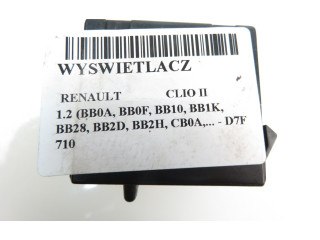 WYSWIETLACZ
RENAULT CLIO II
1.2 (BB0A, BB0F, BB10, BB1K,
BB28, BB2D, BB2H, CB0A,... - D7F
710